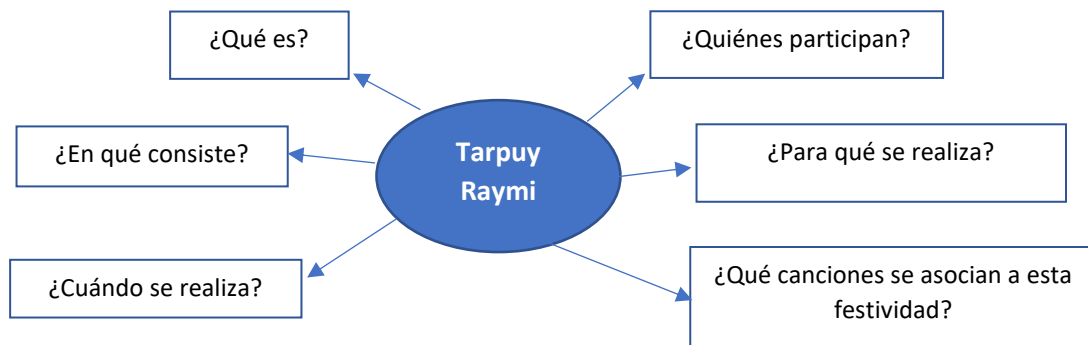 ¿Qué es?
¿Quiénes participan?
¿En qué consiste?
Tarpuy
Raymi
¿Para qué se realiza?
¿Cuándo se realiza?
¿Qué canciones se asocian a esta
festividad?